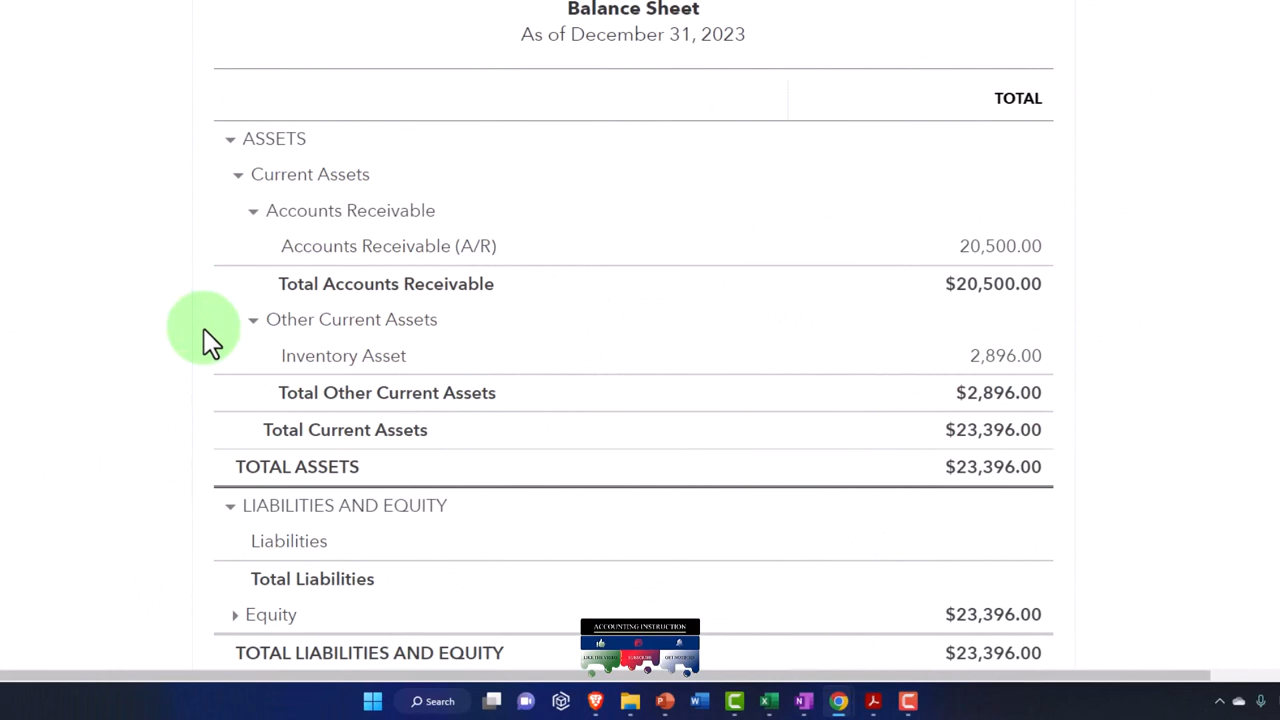 Balance Sheet
As of December 31, 2023
TOTAL
ASSETS
Current Assets
Accounts Receivable
Accounts Receivable (A/R) 20,500.00
Total Accounts Receivable $20,500.00
Other Current Assets
Inventory Asset 2,896.00
Total Other Current Assets $2,896.00
Total Current Assets $23,396.00
TOTAL ASSETS $23,396.00
LIABILITIES AND EQUITY
Liabilities
Total Liabilities
Equity $23,396.00
ACCOUNTING INSTRUCTION
TOTAL LIABILITIES AND EQUITY $23,396.00
Search